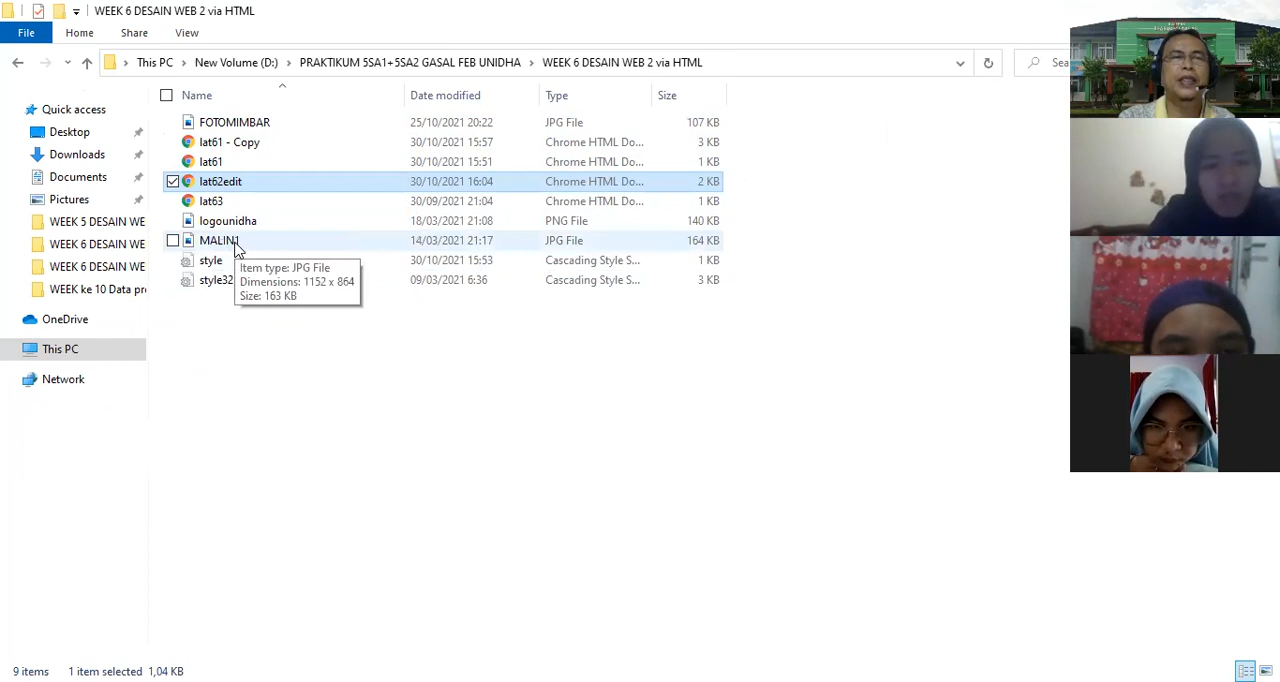 WEEK 6 DESAIN WEB 2 via HTML
File Home Share View
This PC New Volume (D:) PRAKTIKUM 5SA1+5SA2 GASAL FEB UNIDHA WEEK 6 DESAIN WEB 2 via HTML
Name Date modified Type Size
Quick access
Desktop
Downloads
Documents
Pictures
WEEK 5 DESAIN WE
WEEK 6 DESAIN WE
WEEK 6 DESAIN WE
WEEK ke 10 Data pr
OneDrive
This PC
Network
FOTOMIMBAR 25/10/2021 20:22 JPG File 107 KB
lat61 - Copy 30/10/2021 15:57 Chrome HTML Do... 3 KB
lat61 30/10/2021 15:51 Chrome HTML Do... 1 KB
lat62edit 30/10/2021 16:04 Chrome HTML Do... 2 KB
lat63 30/09/2021 21:04 Chrome HTML Do... 1 KB
logounidha 18/03/2021 21:08 PNG File 140 KB
MALIN1 14/03/2021 21:17 JPG File 164 KB
style 30/10/2021 15:53 Cascading Style S... 1 KB
style32 09/03/2021 6:36 Cascading Style S... 3 KB
Item type: JPG File
Dimensions: 1152 x 864
Size: 163 KB
9 items 1 item selected 1,04 KB